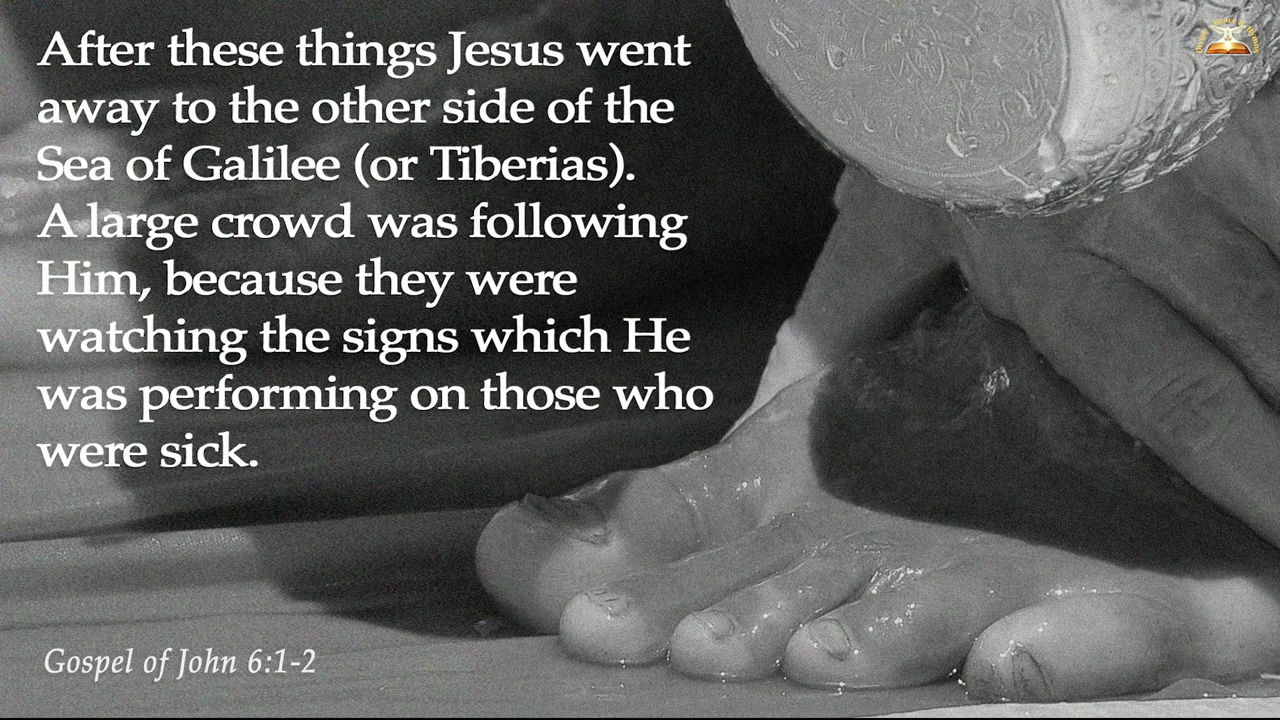 After these things Jesus went
away to the other side of the
Sea of Galilee (or Tiberias).
A large crowd was following
Him, because they were
watching the signs which He
was performing on those who
were sick.
Gospel of John 6:1-2